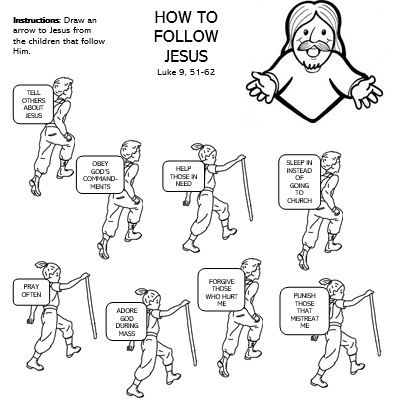 Instructions: Draw an
arrow to Jesus from
the children that follow
Him.
HOW TO
FOLLOW
JESUS
Luke 9, 51-62
TELL
OTHERS
ABOUT
JESUS
OBEY
GOD'S
COMMAND-
MENTS
HELP
THOSE IN
NEED
SLEEP IN
INSTEAD
OF
GOING
TO
CHURCH
PRAY
OFTEN
ADORE
GOD
DURING
MASS
FORGIVE
THOSE
WHO HURT
ME
PUNISH
THOSE
THAT
MISTREAT
ME